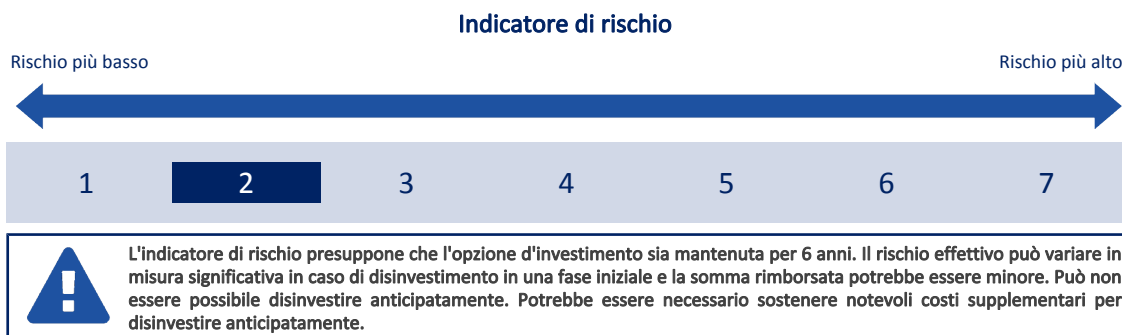 Indicatore di rischio
Rischio più basso
Rischio più alto
1 2 3 4 5 6 7
L'indicatore di rischio presuppone che l'opzione d'investimento sia mantenuta per 6 anni. Il rischio effettivo può variare in
misura significativa in caso di disinvestimento in una fase iniziale e la somma rimborsata potrebbe essere minore. Può non
essere possibile disinvestire anticipatamente. Potrebbe essere necessario sostenere notevoli costi supplementari per
disinvestire anticipatamente.